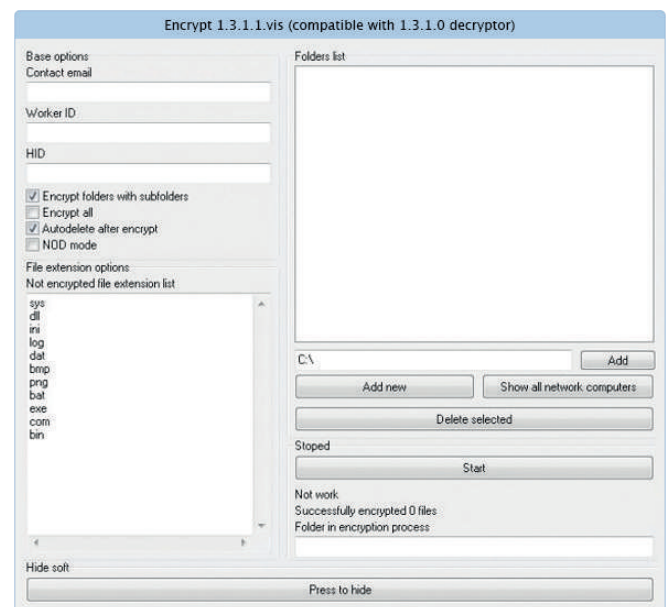 Encrypt 1.3.1.1.vis (compatible with 1.3.1.0 decryptor)
Base options
Contact email
Worker ID
HID
Encrypt folders with subfolders
Encrypt all
Autodelete after encrypt
NOD mode
File extension options
Not encrypted file extension list
sys
dll
ini
log
dat
bmp
png
bat
exe
com
bin
Folders list
C:\
Add
Add new
Show all network computers
Delete selected
Stoped
Start
Not work
Successfully encrypted 0 files
Folder in encryption process
Hide soft
Press to hide